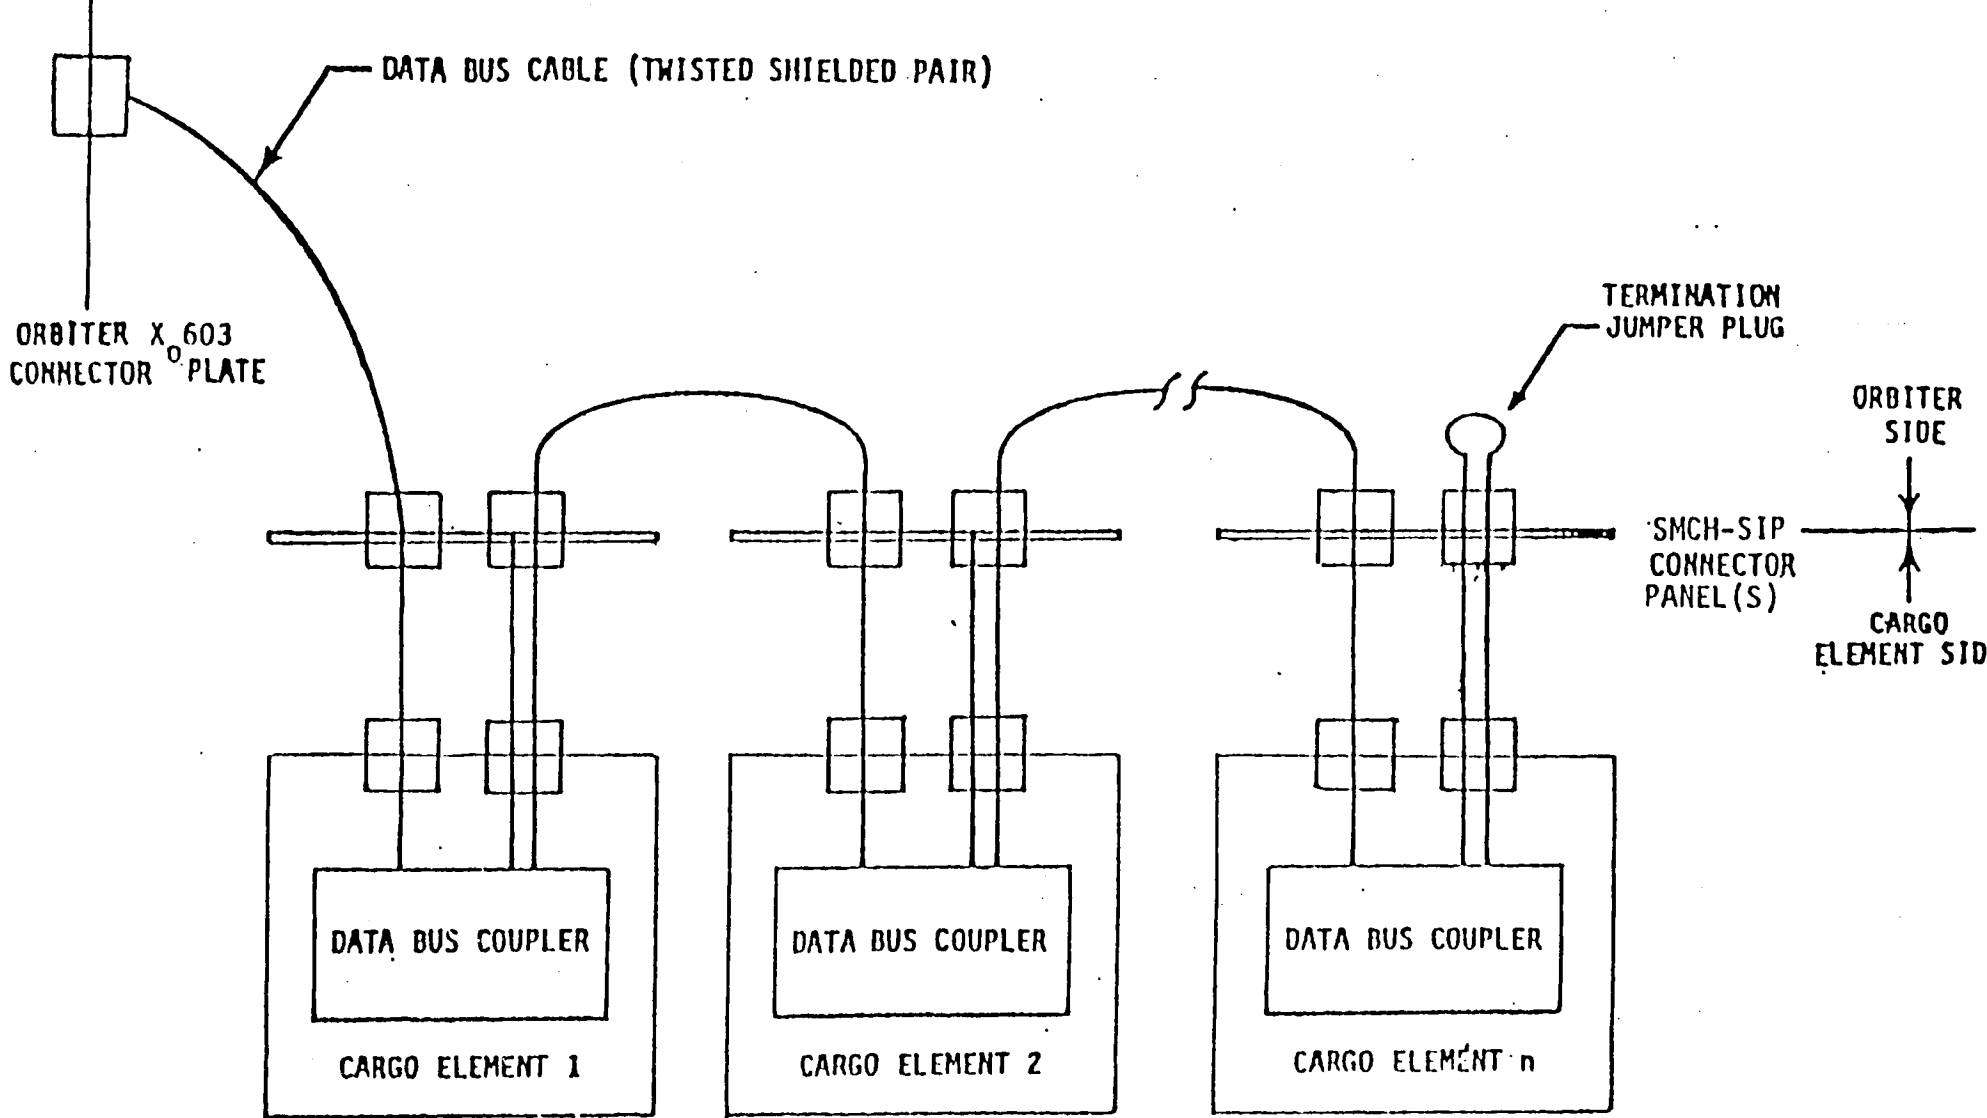 DATA BUS CABLE (TWISTED SHIELDED PAIR)
ORBITER X₀603
CONNECTOR PLATE
TERMINATION
JUMPER PLUG
ORBITER
SIDE
SMCH-SIP
CONNECTOR
PANEL(S)
CARGO
ELEMENT SID
DATA BUS COUPLER
DATA BUS COUPLER
DATA BUS COUPLER
CARGO ELEMENT 1
CARGO ELEMENT 2
CARGO ELEMENT n